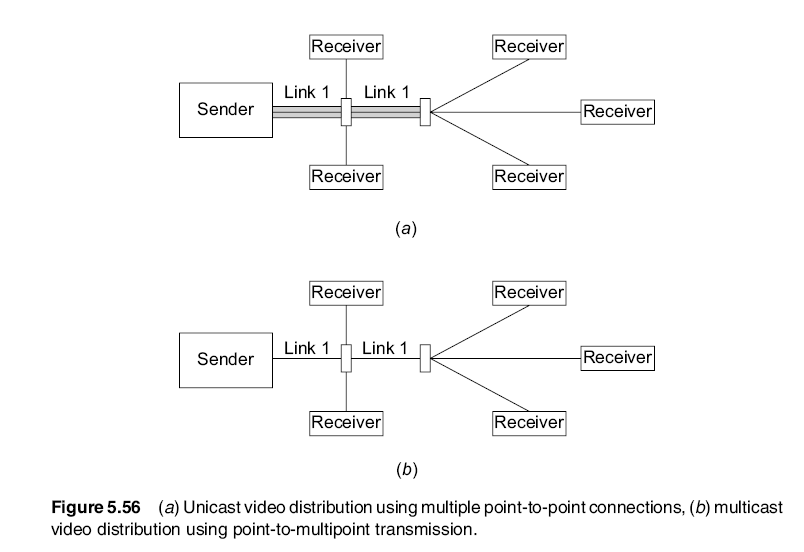 Receiver
Receiver
Sender
Link 1
Link 1
Receiver
Receiver
Receiver
(a)
Receiver
Receiver
Sender
Link 1
Link 1
Receiver
Receiver
Receiver
(b)
Figure 5.56 (a) Unicast video distribution using multiple point-to-point connections, (b) multicast
video distribution using point-to-multipoint transmission.